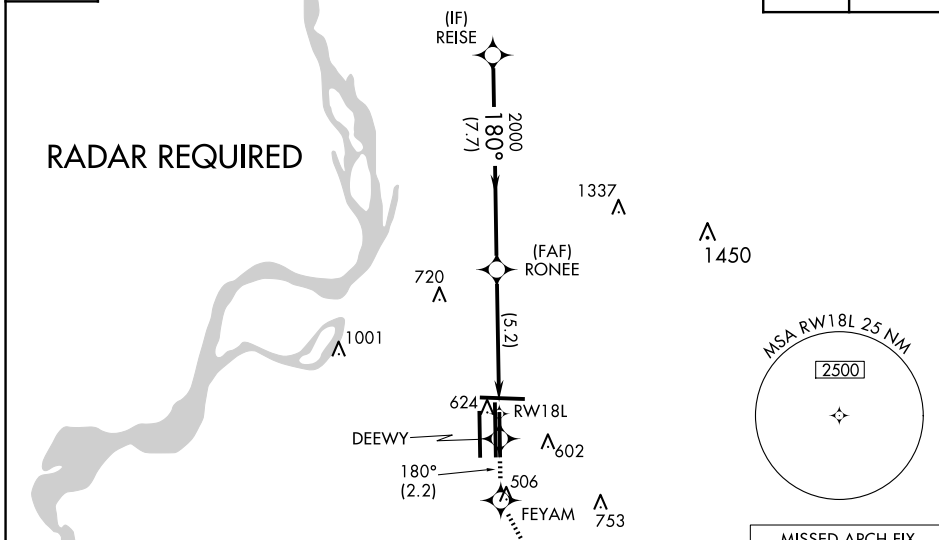 (IF)
REISE
RADAR REQUIRED
2000
180°
(7.7)
1337
1450
(FAF)
RONEE
720
(5.2)
1001
MSA RW18L 25 NM
2500
624
RW18L
DEEWY
602
180°
(2.2)
506
FEYAM
753
MISSED APCH FIX